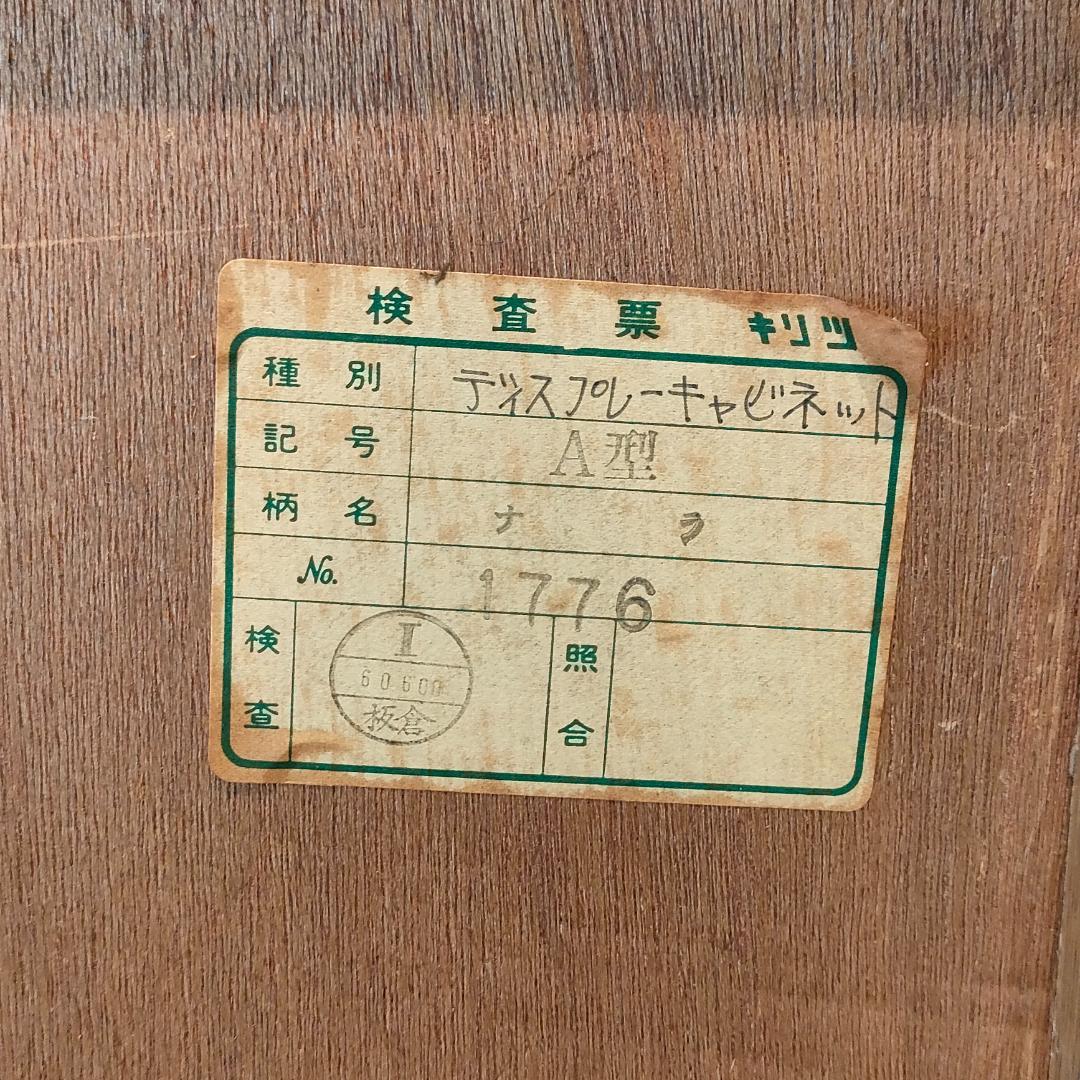 検査票 キリツ
種別 ディスプレーキャビネット
記号 A型
柄名 ナラ
No. 1776
検査 II 60.600 板倉
照合